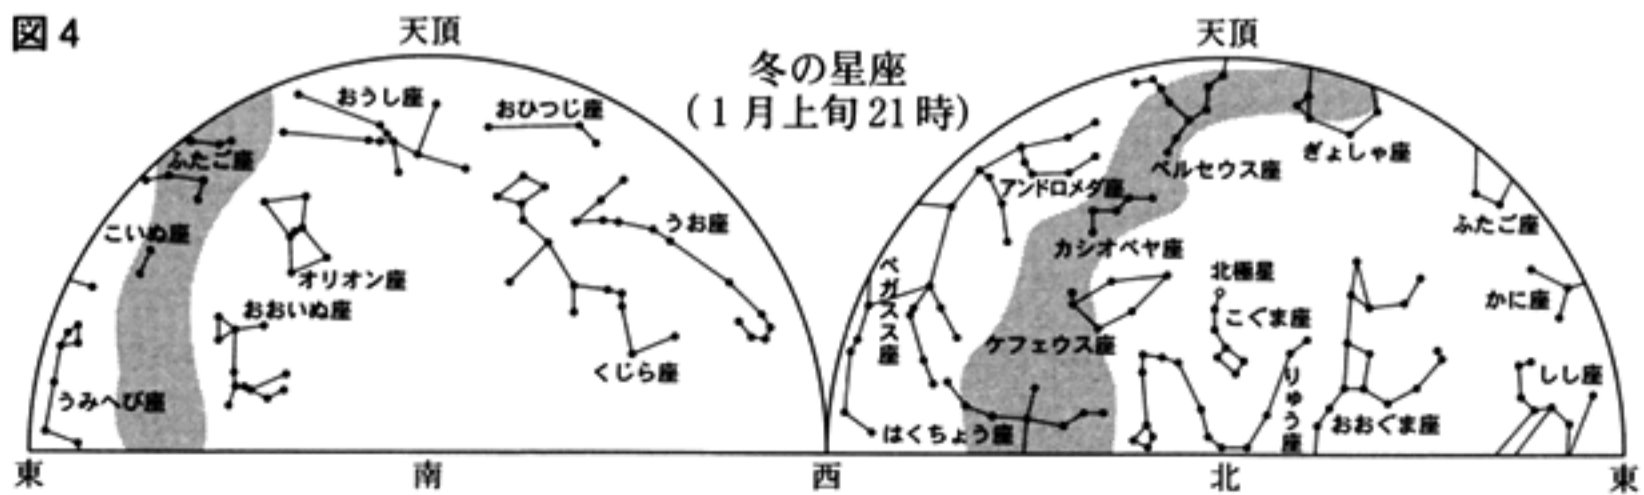 図4
天頂
天頂
冬の星座
(1月上旬21時)
おうし座
おひつじ座
ふたご座
こいぬ座
オリオン座
おおいぬ座
うお座
くじら座
うみへび座
ペルセウス座
ぎょしゃ座
アンドロメダ座
ふたご座
カシオペヤ座
ペガスス座
北極星
こぐま座
かに座
ケフェウス座
りゅう座
しし座
はくちょう座
おおぐま座
東
南
西
北
東